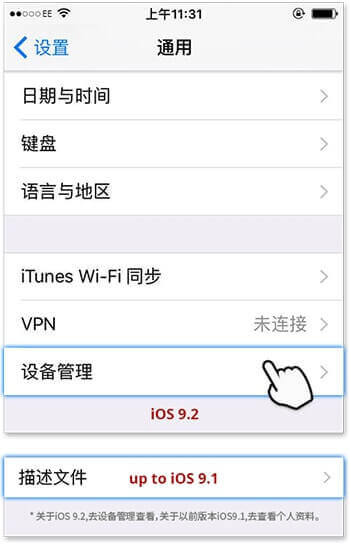 EE 上午11:31
设置 通用
日期与时间
键盘
语言与地区
iTunes Wi-Fi 同步
VPN 未连接
设备管理
iOS 9.2
描述文件 up to iOS 9.1
*关于iOS 9.2,去设备管理查看,关于以前版本iOS9.1,去查看个人资料。